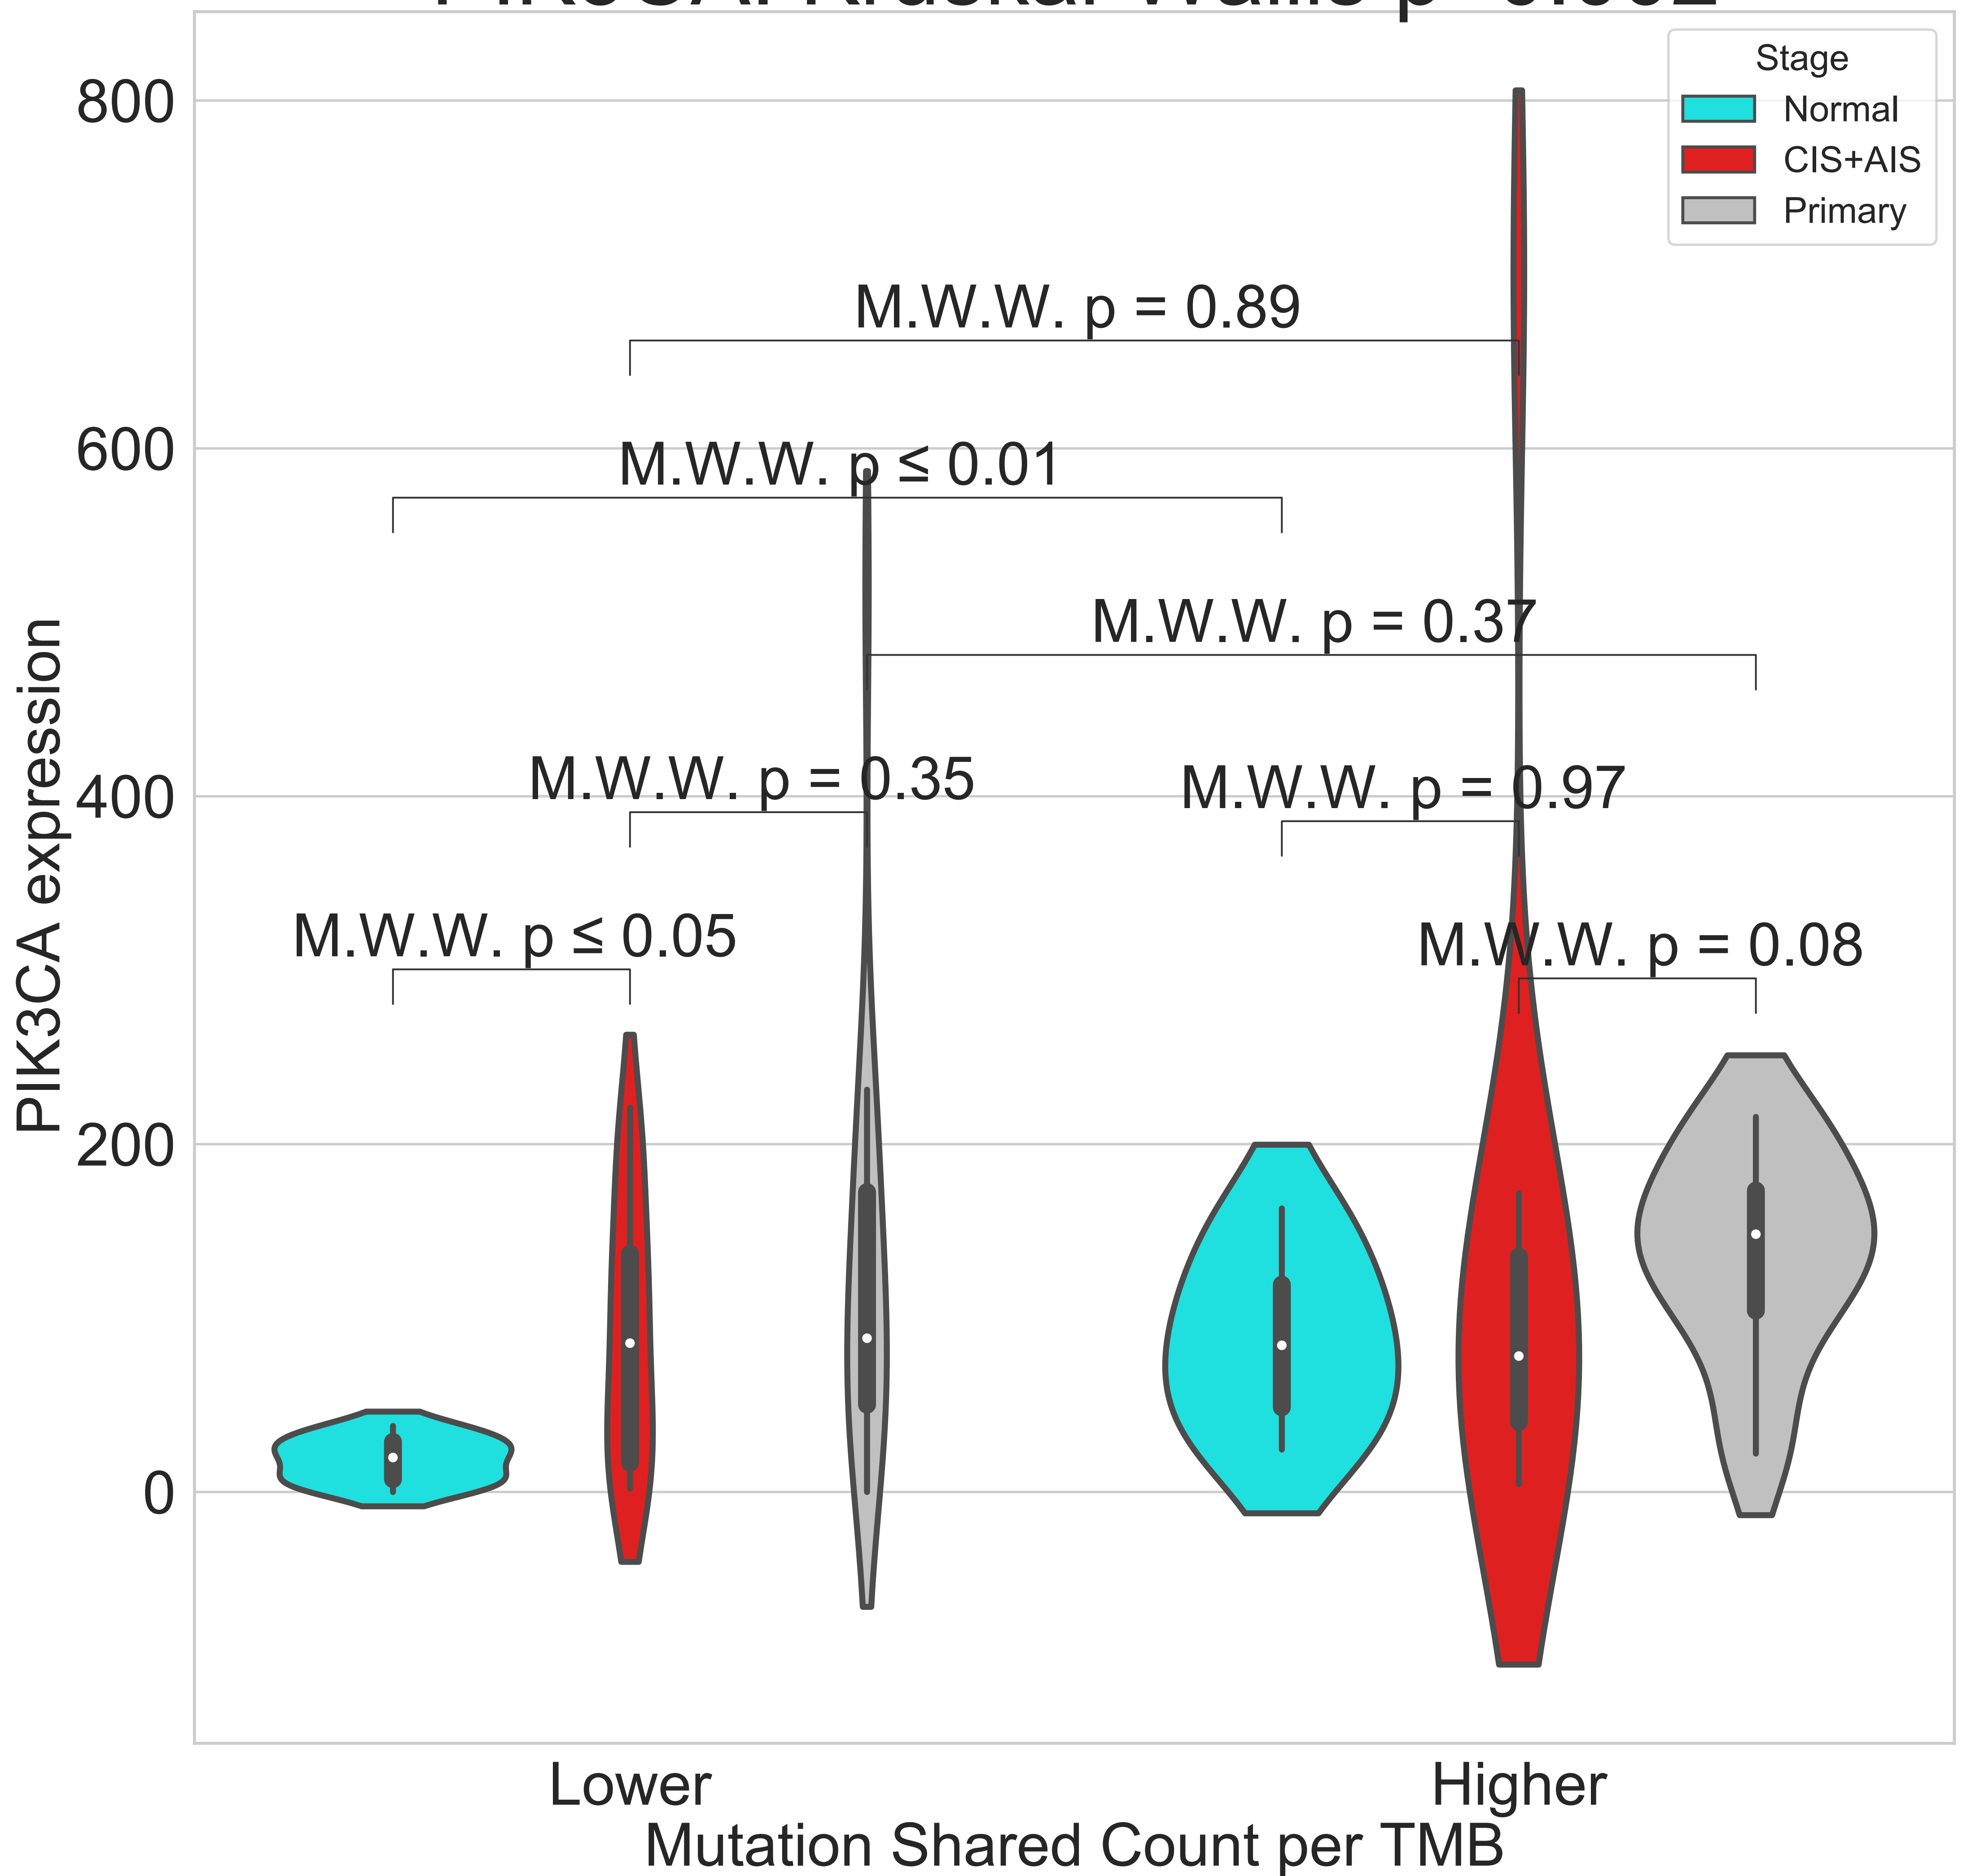 Stage
Normal
CIS+AIS
Primary
800
600
400
200
0
PIK3CA expression
M.W.W. p = 0.89
M.W.W. p ≤ 0.01
M.W.W. p = 0.37
M.W.W. p = 0.35
M.W.W. p = 0.97
M.W.W. p ≤ 0.05
M.W.W. p = 0.08
Lower
Higher
Mutation Shared Count per TMB